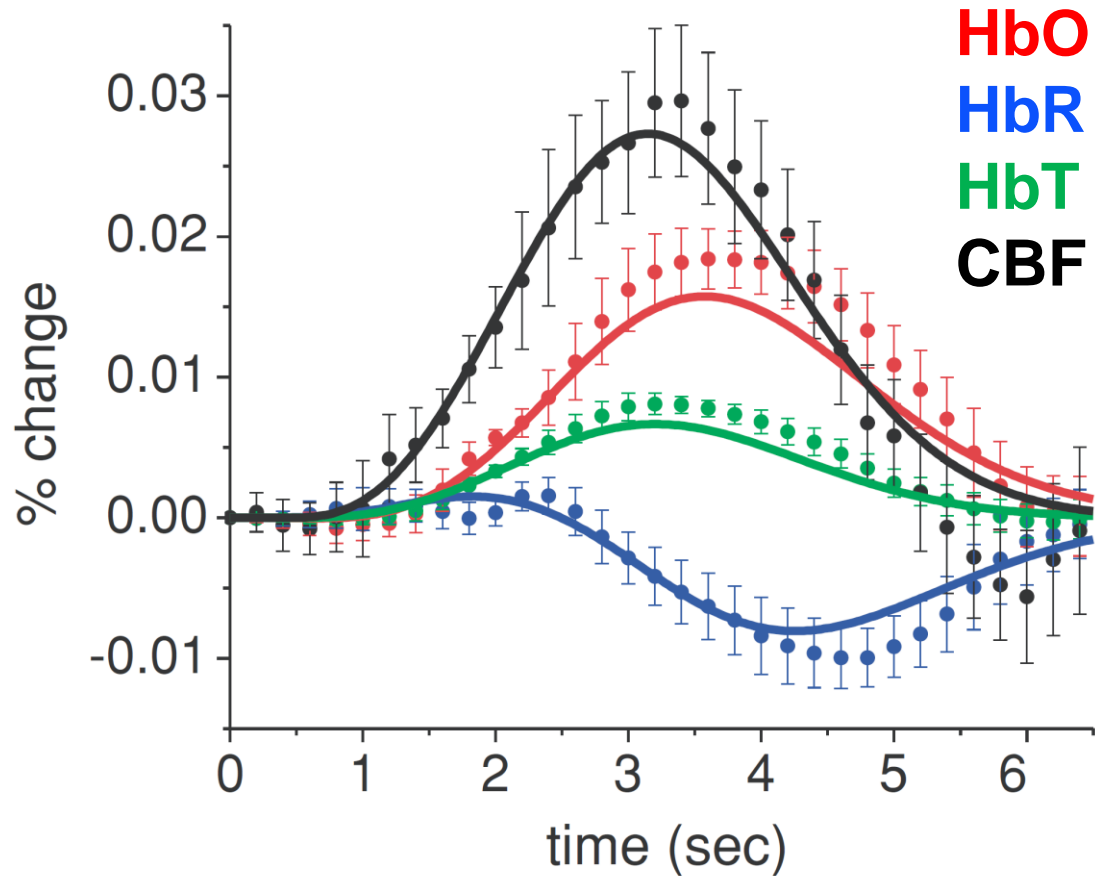 HbO
HbR
HbT
CBF
% change
0.03
0.02
0.01
0.00
-0.01
0 1 2 3 4 5 6
time (sec)